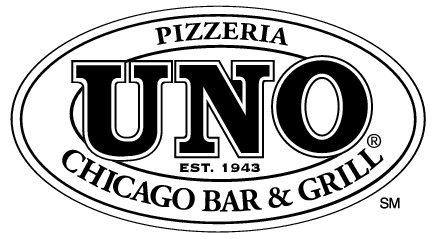 PIZZERIA
UNO
EST. 1943
CHICAGO BAR & GRILL®
SM